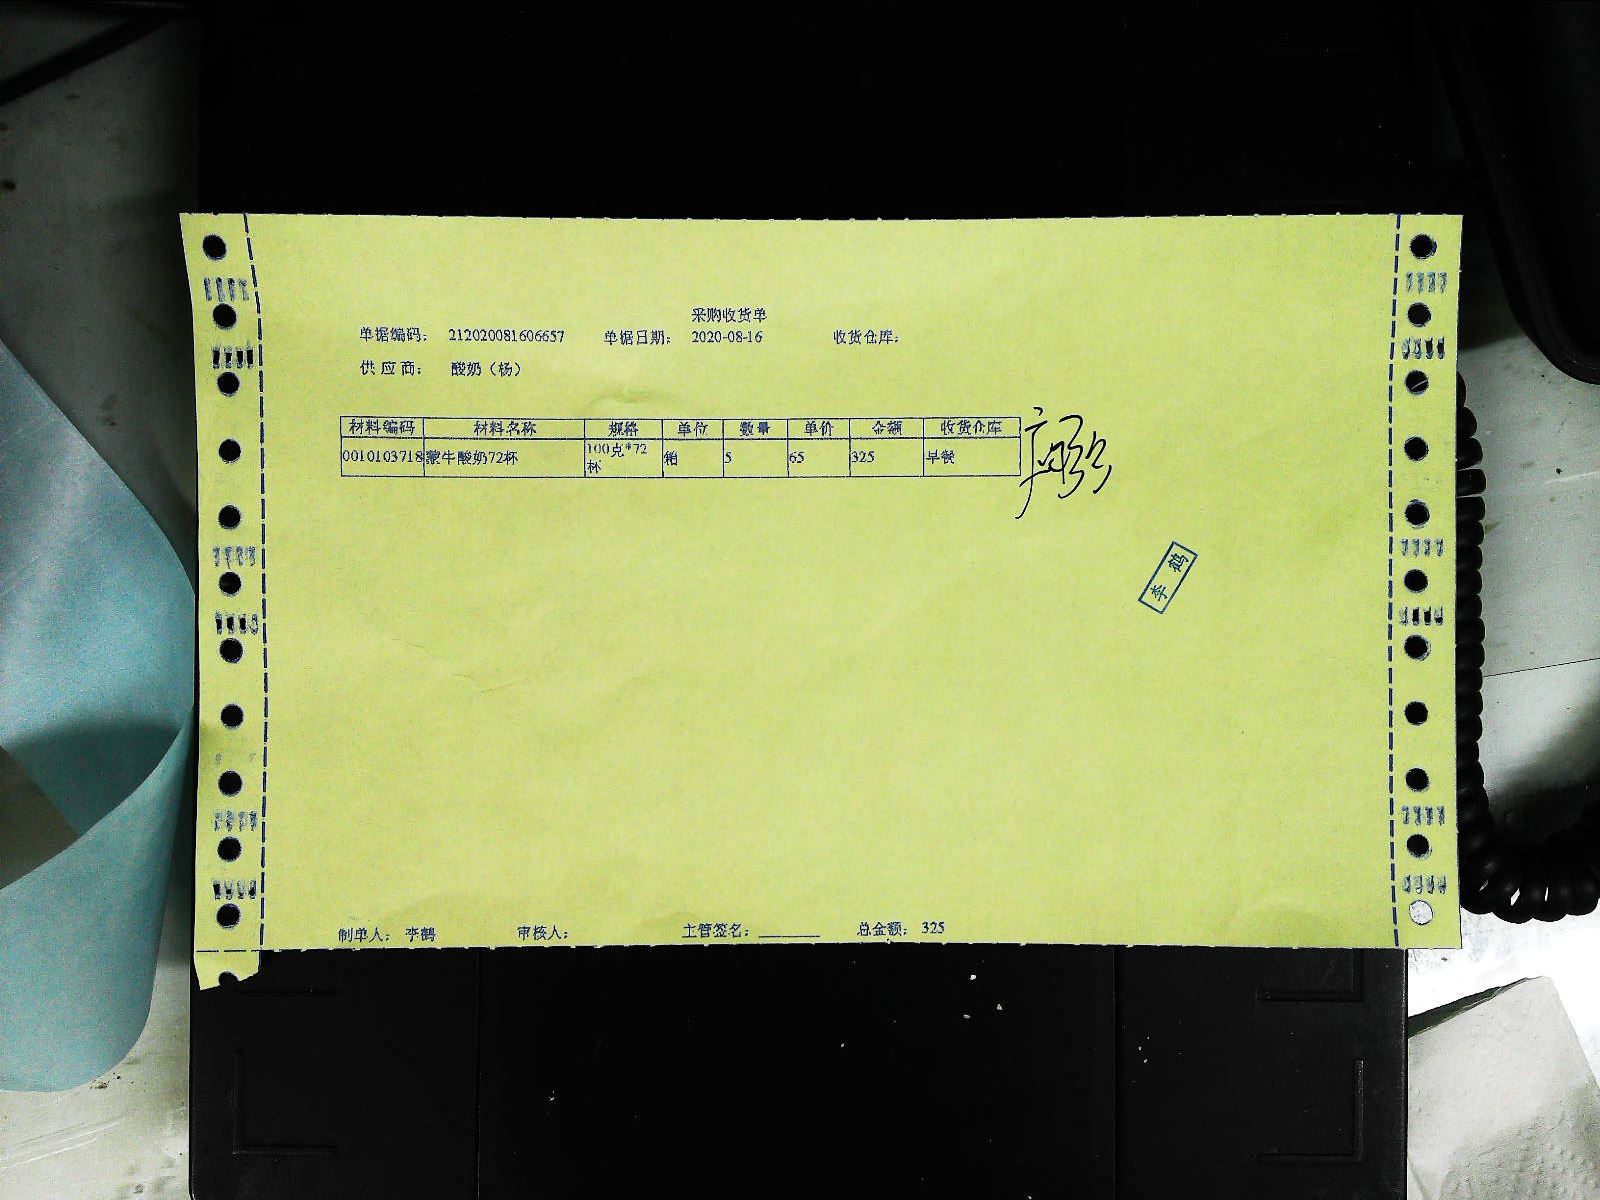 采购收货单
单据编码: 212020081606657 单据日期: 2020-08-16 收货仓库:
供应商: 酸奶（杨）
材料编码 材料名称 规格 单位 数量 单价 金额 收货仓库
0010103718 蒙牛酸奶72杯 100克*72杯 箱 5 65 325 早餐
李鹤
制单人: 李鹤 审核人: 主管签名: ______ 总金额: 325